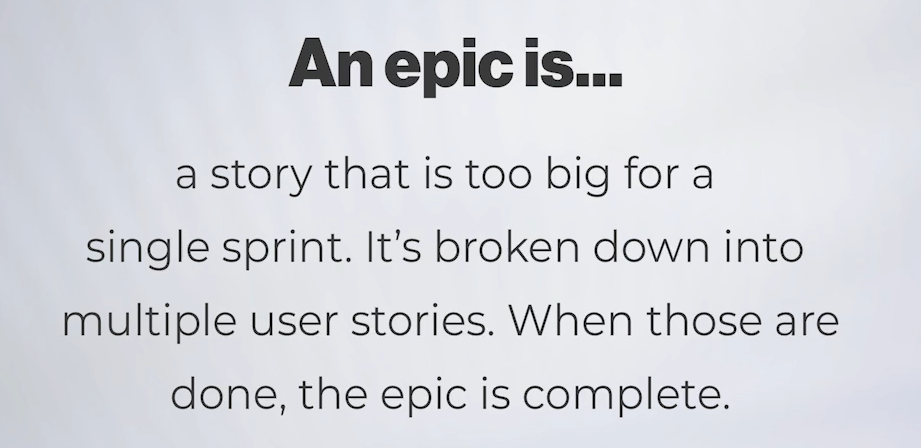 An epic is...
a story that is too big for a
single sprint. It’s broken down into
multiple user stories. When those are
done, the epic is complete.